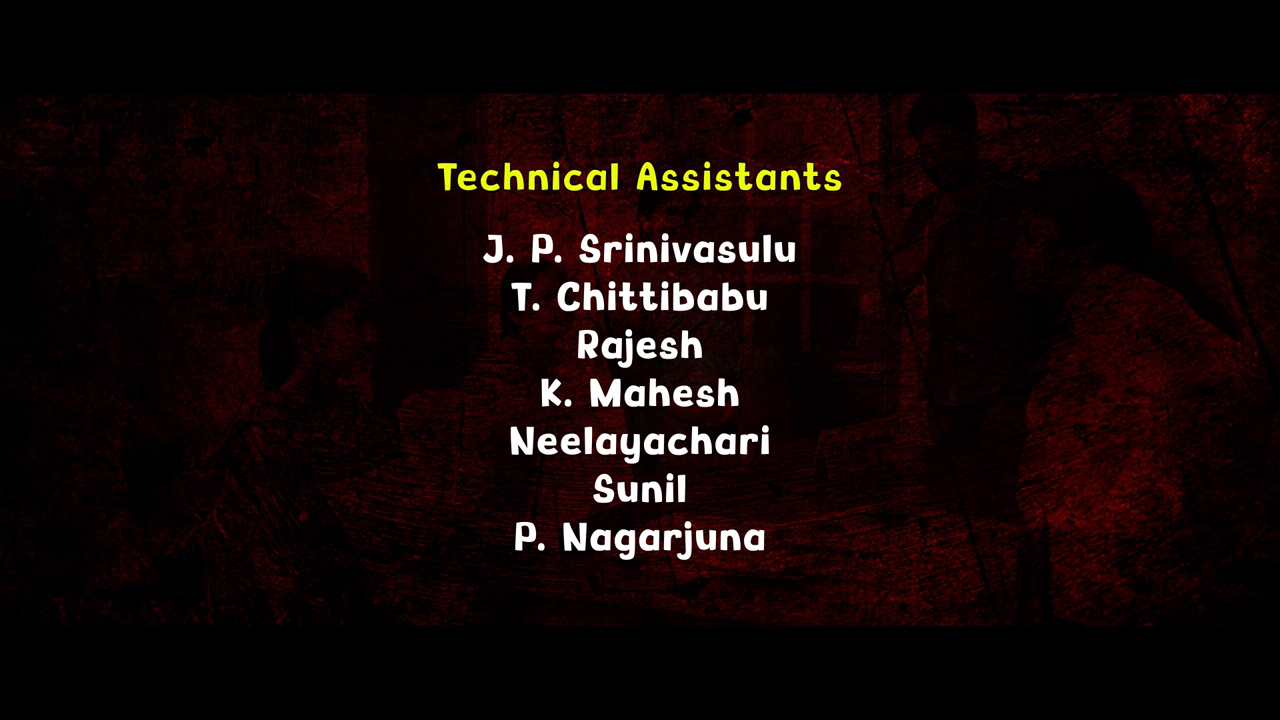 Technical Assistants
J. P. Srinivasulu
T. Chittibabu
Rajesh
K. Mahesh
Neelayachari
Sunil
P. Nagarjuna